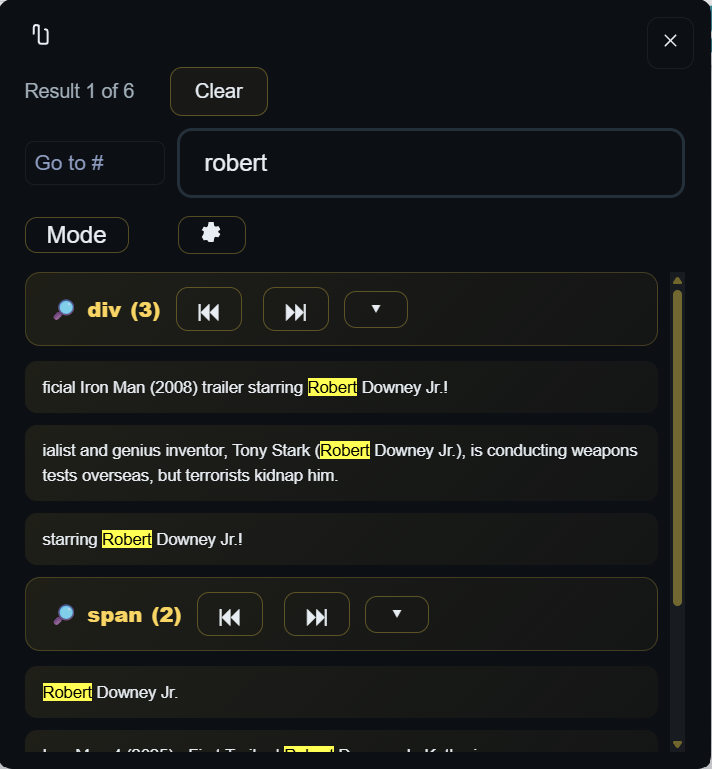 Result 1 of 6
Clear
Go to #
robert
Mode
div (3)
ficial Iron Man (2008) trailer starring Robert Downey Jr.!
ialist and genius inventor, Tony Stark (Robert Downey Jr.), is conducting weapons
tests overseas, but terrorists kidnap him.
starring Robert Downey Jr.!
span (2)
Robert Downey Jr.